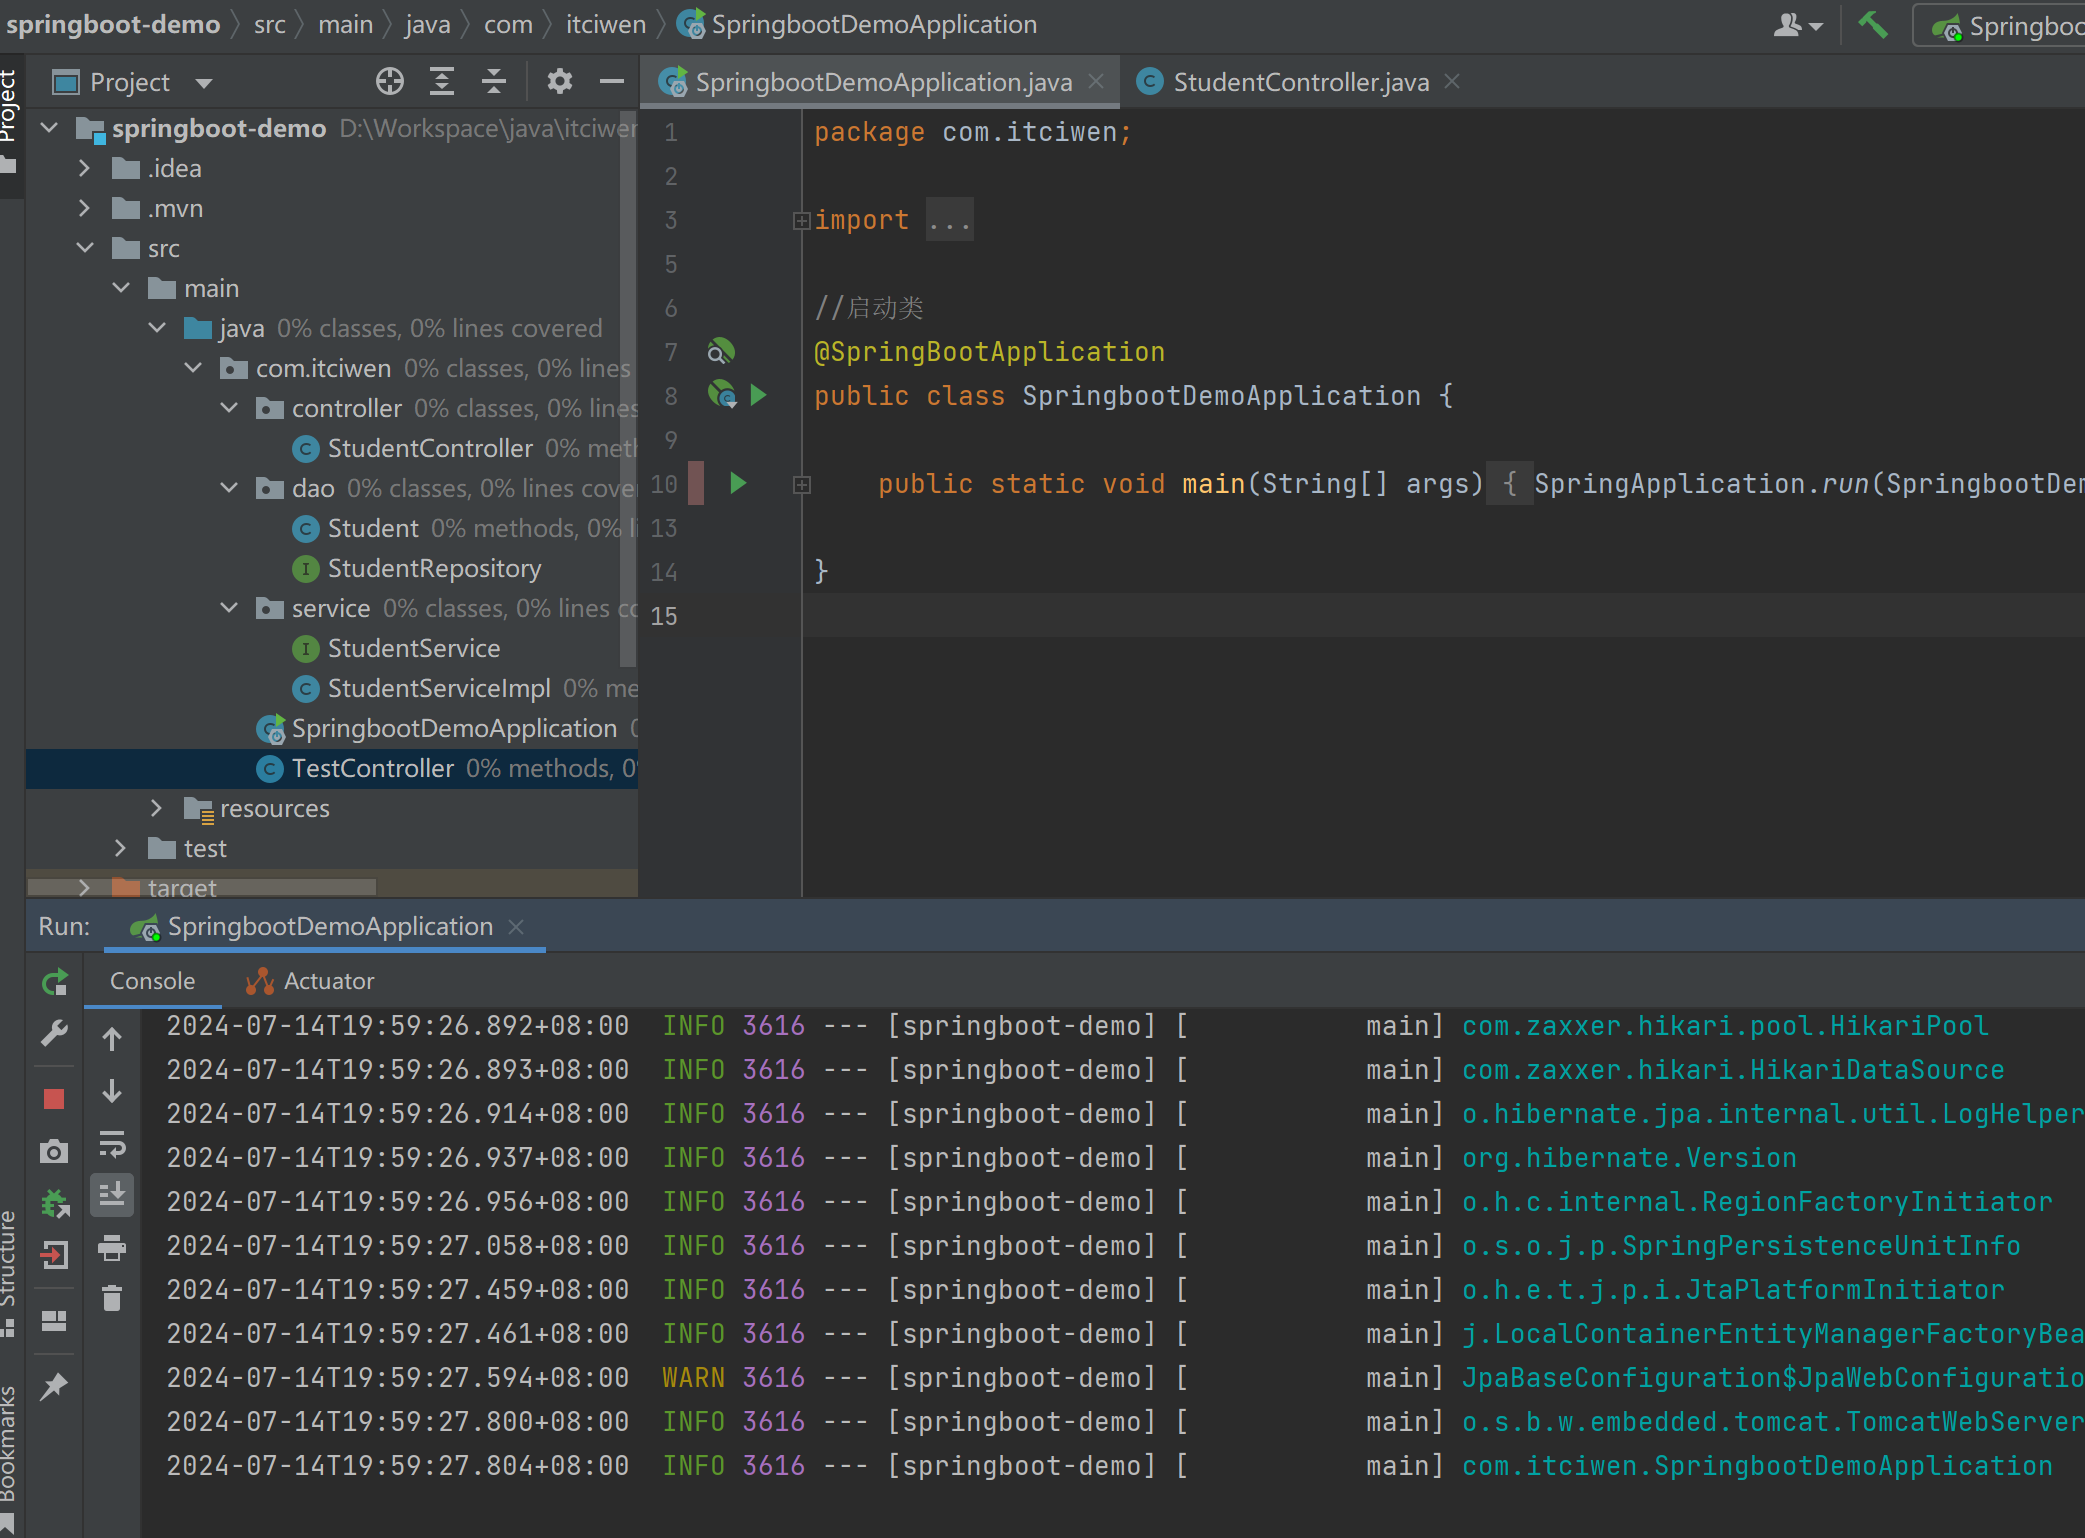 springboot-demo src main java com itciwen SpringbootDemoApplication
Springboo
Project
Project
SpringbootDemoApplication.java
StudentController.java
springboot-demo D:\Workspace\java\itciwen
.idea
.mvn
src
main
java 0% classes, 0% lines covered
com.itciwen 0% classes, 0% lines
controller 0% classes, 0% lines
StudentController 0% meth
dao 0% classes, 0% lines cove
Student 0% methods, 0% li
StudentRepository
service 0% classes, 0% lines co
StudentService
StudentServiceImpl 0% me
SpringbootDemoApplication 0
TestController 0% methods, 0%
resources
test
target
1 package com.itciwen;
2
3 import ...
5
6 //启动类
7 @SpringBootApplication
8 public class SpringbootDemoApplication {
9
10 public static void main(String[] args) { SpringApplication.run(SpringbootDem
13
14 }
15
Run: SpringbootDemoApplication
Console Actuator
2024-07-14T19:59:26.892+08:00 INFO 3616 --- [springboot-demo] [ main] com.zaxxer.hikari.pool.HikariPool
2024-07-14T19:59:26.893+08:00 INFO 3616 --- [springboot-demo] [ main] com.zaxxer.hikari.HikariDataSource
2024-07-14T19:59:26.914+08:00 INFO 3616 --- [springboot-demo] [ main] o.hibernate.jpa.internal.util.LogHelper
2024-07-14T19:59:26.937+08:00 INFO 3616 --- [springboot-demo] [ main] org.hibernate.Version
2024-07-14T19:59:26.956+08:00 INFO 3616 --- [springboot-demo] [ main] o.h.c.internal.RegionFactoryInitiator
2024-07-14T19:59:27.058+08:00 INFO 3616 --- [springboot-demo] [ main] o.s.o.j.p.SpringPersistenceUnitInfo
2024-07-14T19:59:27.459+08:00 INFO 3616 --- [springboot-demo] [ main] o.h.e.t.j.p.i.JtaPlatformInitiator
2024-07-14T19:59:27.461+08:00 INFO 3616 --- [springboot-demo] [ main] j.LocalContainerEntityManagerFactoryBea
2024-07-14T19:59:27.594+08:00 WARN 3616 --- [springboot-demo] [ main] JpaBaseConfiguration$JpaWebConfiguratio
2024-07-14T19:59:27.800+08:00 INFO 3616 --- [springboot-demo] [ main] o.s.b.w.embedded.tomcat.TomcatWebServer
2024-07-14T19:59:27.804+08:00 INFO 3616 --- [springboot-demo] [ main] com.itciwen.SpringbootDemoApplication
Structure
Bookmarks